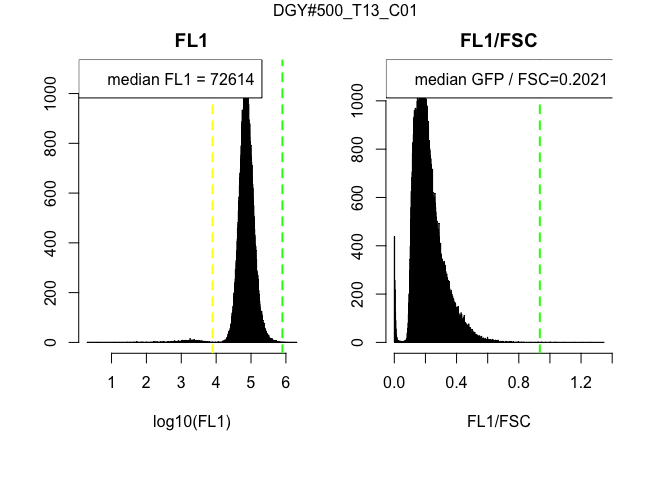 DGY#500_T13_C01
FL1
median FL1 = 72614
0 200 400 600 800 1000
1 2 3 4 5 6
log10(FL1)
FL1/FSC
median GFP / FSC=0.2021
0 200 400 600 800 1000
0.0 0.4 0.8 1.2
FL1/FSC